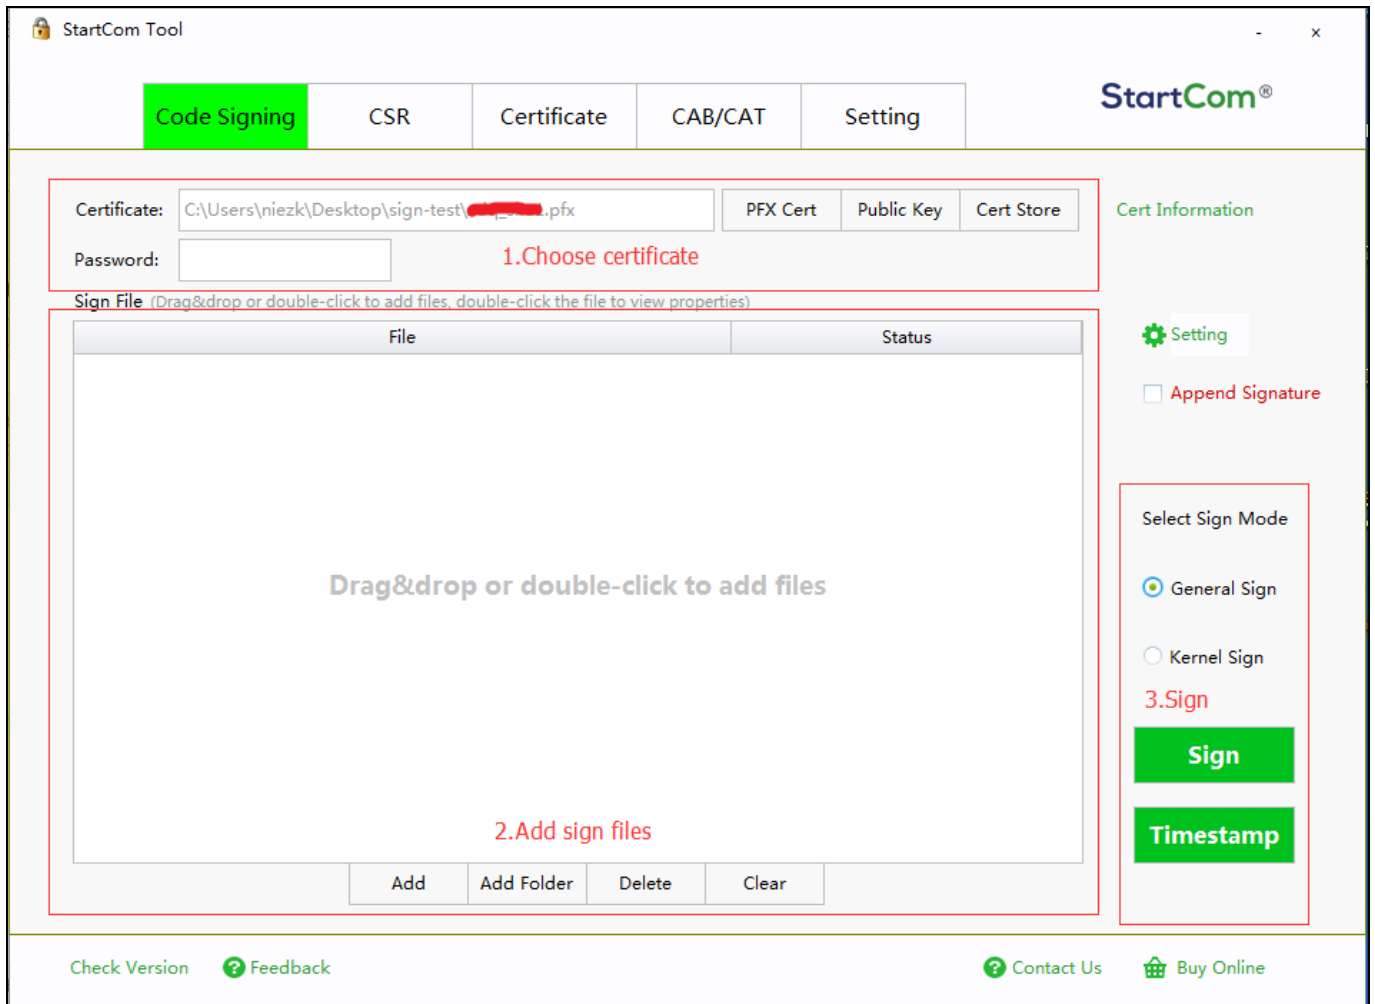 StartCom Tool
- x
Code Signing CSR Certificate CAB/CAT Setting
StartCom®
Certificate: C:\Users\niezk\Desktop\sign-test\ .pfx PFX Cert Public Key Cert Store Cert Information
Password: 1.Choose certificate
Sign File (Drag&drop or double-click to add files, double-click the file to view properties)
File Status
Setting
Append Signature
Select Sign Mode
Drag&drop or double-click to add files
General Sign
Kernel Sign
3.Sign
Sign
2.Add sign files
Timestamp
Add Add Folder Delete Clear
Check Version Feedback Contact Us Buy Online